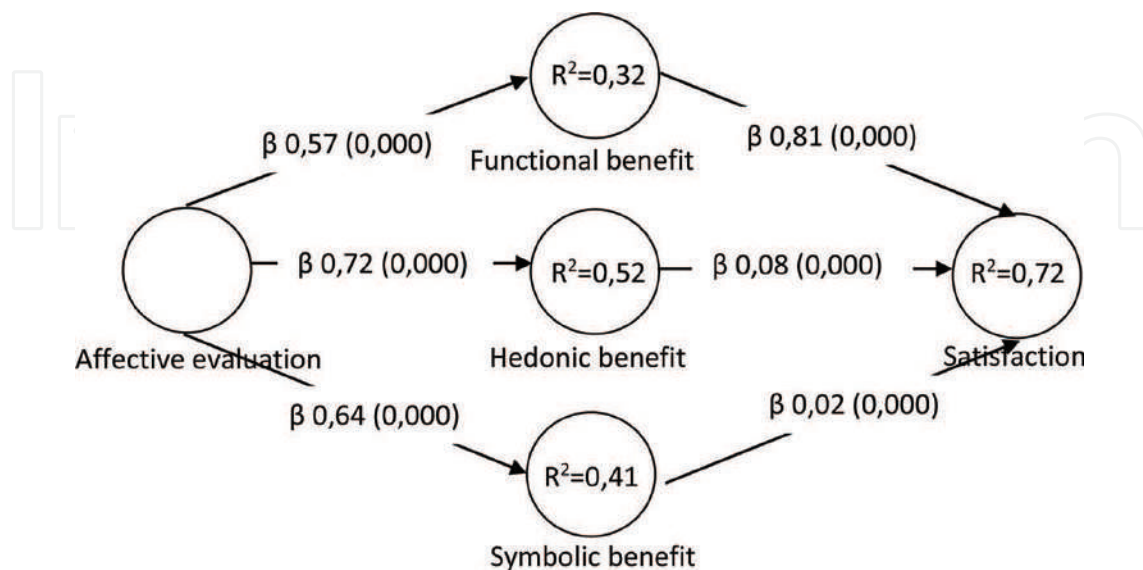 R²=0,32
β 0,57 (0,000)
β 0,81 (0,000)
Functional benefit
β 0,72 (0,000)
R²=0,52
β 0,08 (0,000)
R²=0,72
Affective evaluation
Hedonic benefit
Satisfaction
β 0,64 (0,000)
β 0,02 (0,000)
R²=0,41
Symbolic benefit